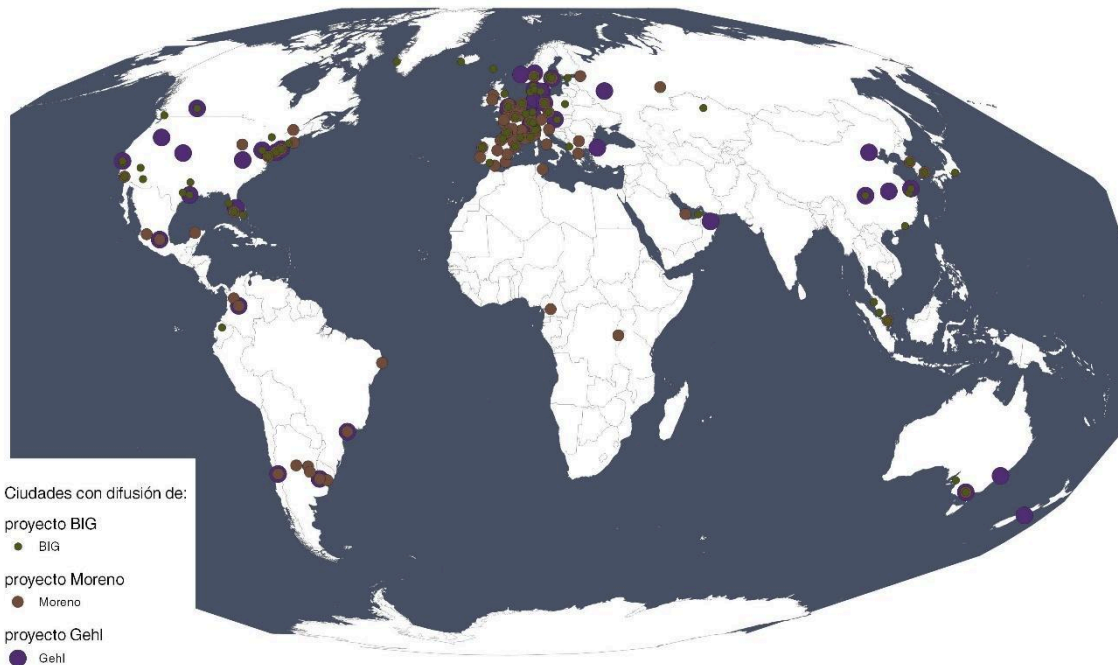 Ciudades con difusión de:
proyecto BIG
BIG
proyecto Moreno
Moreno
proyecto Gehl
Gehl